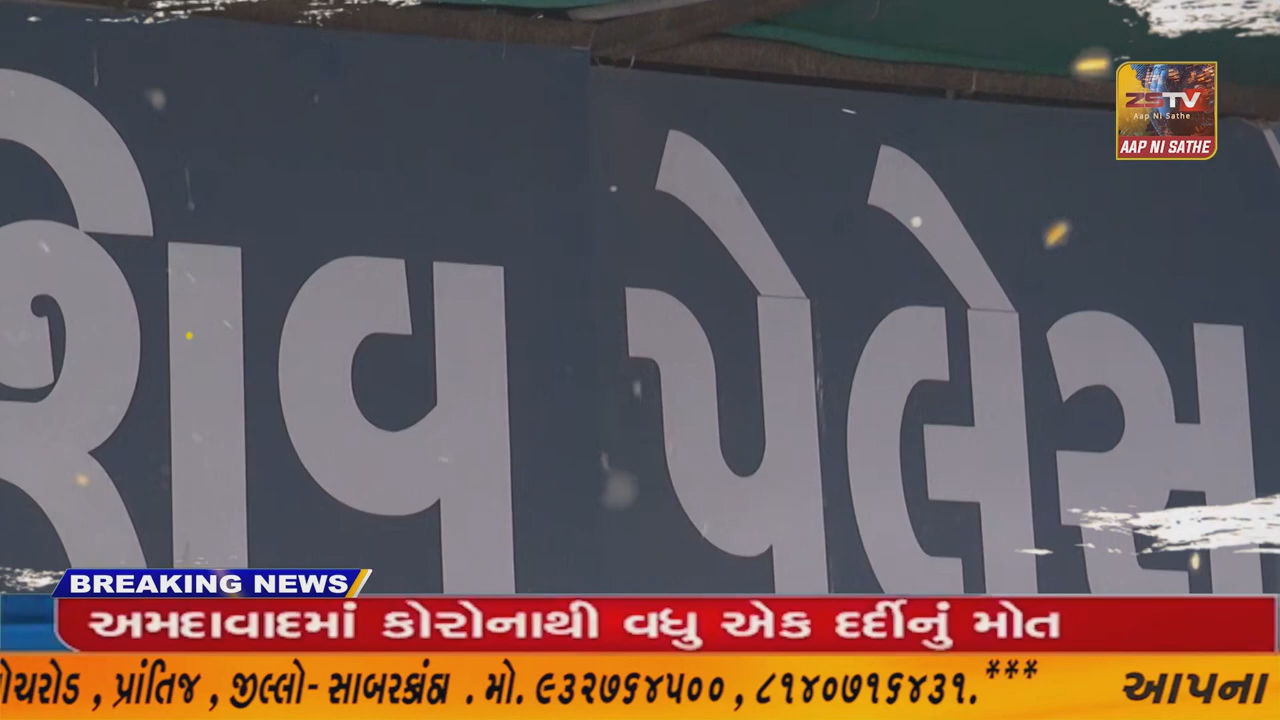 ZSTV
Aap Ni Sathe
AAP NI SATHE
શિવ પેલેસ
BREAKING NEWS
અમદાવાદમાં કોરોનાથી વધુ એક દર્દીનું મોત
, પ્રાંતિજ , જીલ્લો- સાબરકાંઠા . મો. ૯૩૨૭૬૪૫૦૦ , ૮૧૪૦૭૧૬૪૩૧.*** આપના